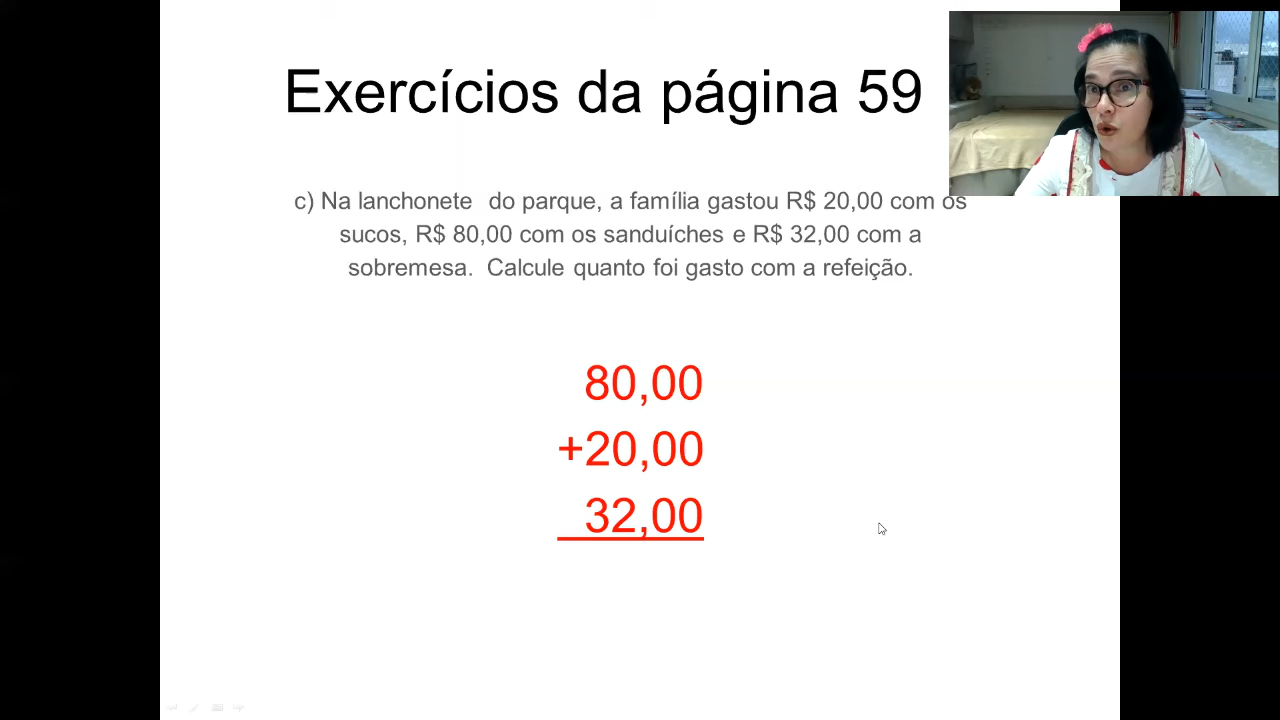 Exercícios da página 59
c) Na lanchonete do parque, a família gastou R$ 20,00 com os
sucos, R$ 80,00 com os sanduíches e R$ 32,00 com a
sobremesa. Calcule quanto foi gasto com a refeição.
80,00
+20,00
32,00